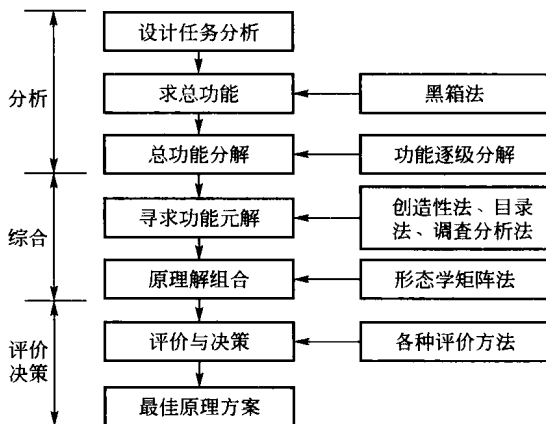 设计任务分析
分析
求总功能
黑箱法
总功能分解
功能逐级分解
综合
寻求功能元解
创造性法、目录
法、调查分析法
原理解组合
形态学矩阵法
评价
决策
评价与决策
各种评价方法
最佳原理方案